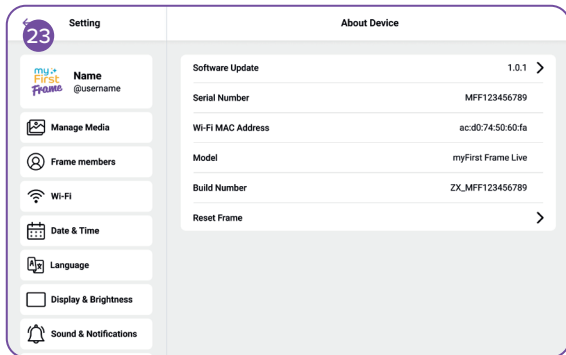 23
Setting
my
First
Frame
Name
@username
Manage Media
Frame members
Wi-Fi
Date & Time
Language
Display & Brightness
Sound & Notifications
About Device
Software Update 1.0.1
Serial Number MFF123456789
Wi-Fi MAC Address ac:d0:74:50:60:fa
Model myFirst Frame Live
Build Number ZX_MFF123456789
Reset Frame